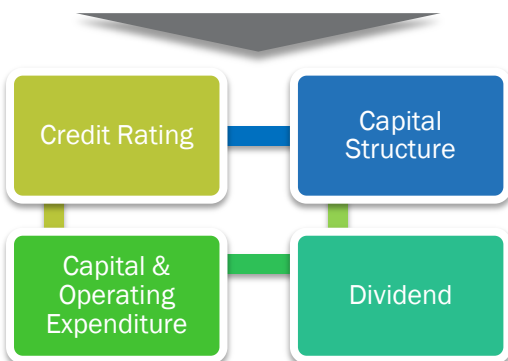 Credit Rating
Capital
Structure
Capital &
Operating
Expenditure
Dividend